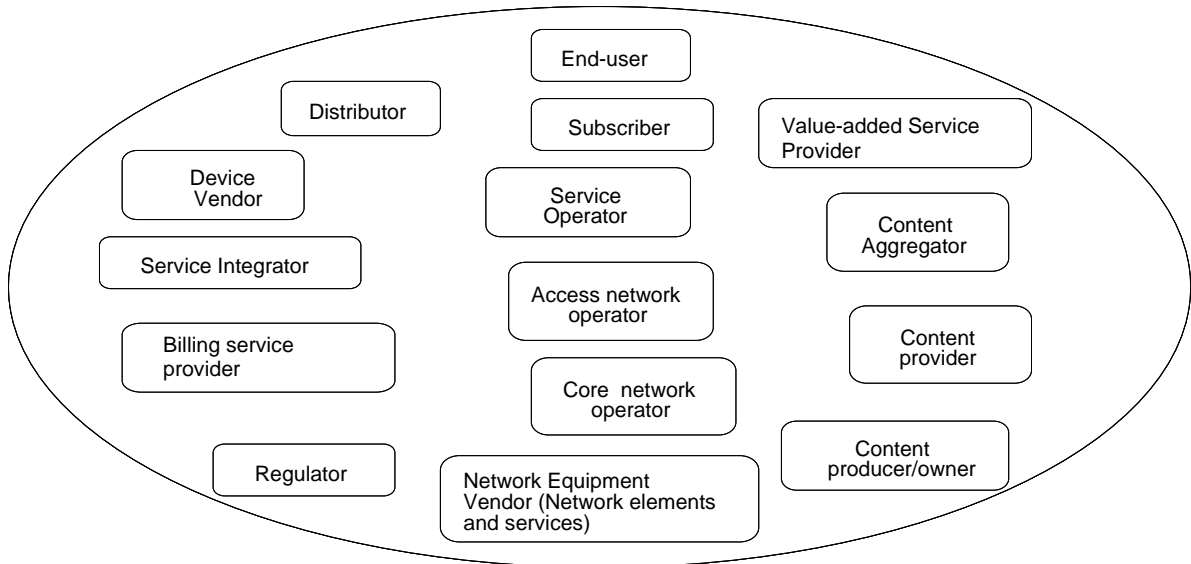 End-user
Distributor
Subscriber
Value-added Service
Provider
Device
Vendor
Service
Operator
Content
Aggregator
Service Integrator
Access network
operator
Billing service
provider
Content
provider
Core network
operator
Regulator
Network Equipment
Vendor (Network elements
and services)
Content
producer/owner